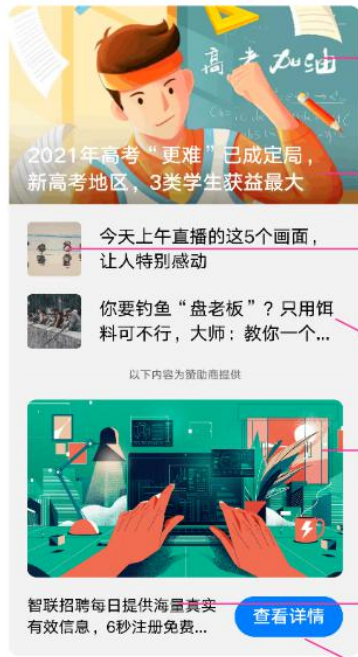 高考加油
2021年高考“更难”已成定局，
新高考地区，3类学生获益最大
今天上午直播的这5个画面，
让人特别感动
你要钓鱼“盘老板”？只用饵
料可不行，大师：教你一个...
以下内容为赞助商提供
智联招聘每日提供海量真实
有效信息，6秒注册免费...
查看详情